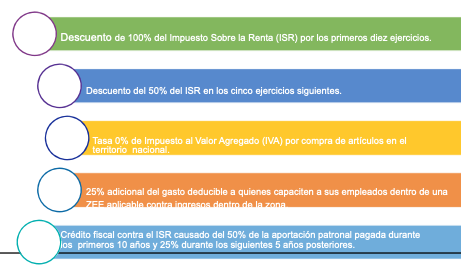 Descuento de 100% del Impuesto Sobre la Renta (ISR) por los primeros diez ejercicios.
Descuento del 50% del ISR en los cinco ejercicios siguientes.
Tasa 0% de Impuesto al Valor Agregado (IVA) por compra de artículos en el
territorio nacional.
25% adicional del gasto deducible a quienes capaciten a sus empleados dentro de una
ZEE aplicable contra ingresos dentro de la zona.
Crédito fiscal contra el ISR causado del 50% de la aportación patronal pagada durante
los primeros 10 años y 25% durante los siguientes 5 años posteriores.